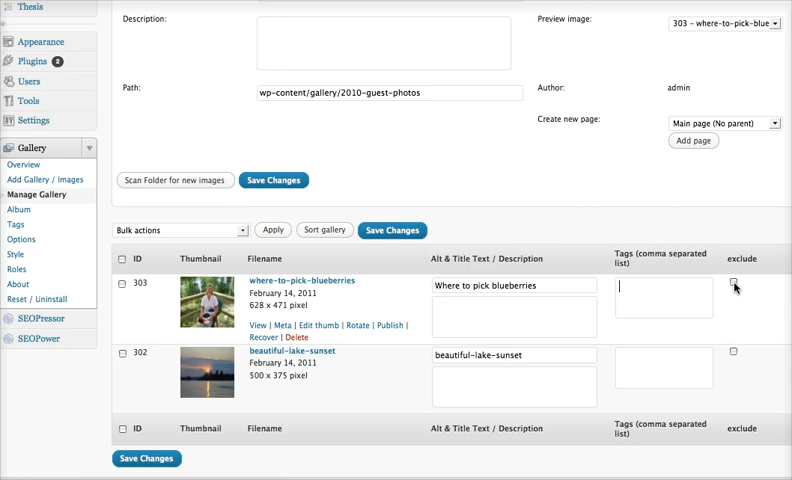 Thesis
Appearance
Plugins 2
Users
Tools
Settings
Gallery
Overview
Add Gallery / Images
Manage Gallery
Album
Tags
Options
Style
Roles
About
Reset / Uninstall
SEOPressor
SEOPower
Description:
Preview image: 303 - where-to-pick-blue
Path: wp-content/gallery/2010-guest-photos
Author: admin
Create new page: Main page (No parent)
Add page
Scan Folder for new images Save Changes
Bulk actions Apply Sort gallery Save Changes
ID Thumbnail Filename Alt & Title Text / Description Tags (comma separated
list) exclude
303 where-to-pick-blueberries Where to pick blueberries
February 14, 2011
628 x 471 pixel
View | Meta | Edit thumb | Rotate | Publish |
Recover | Delete
302 beautiful-lake-sunset beautiful-lake-sunset
February 14, 2011
500 x 375 pixel
ID Thumbnail Filename Alt & Title Text / Description Tags (comma separated
list) exclude
Save Changes